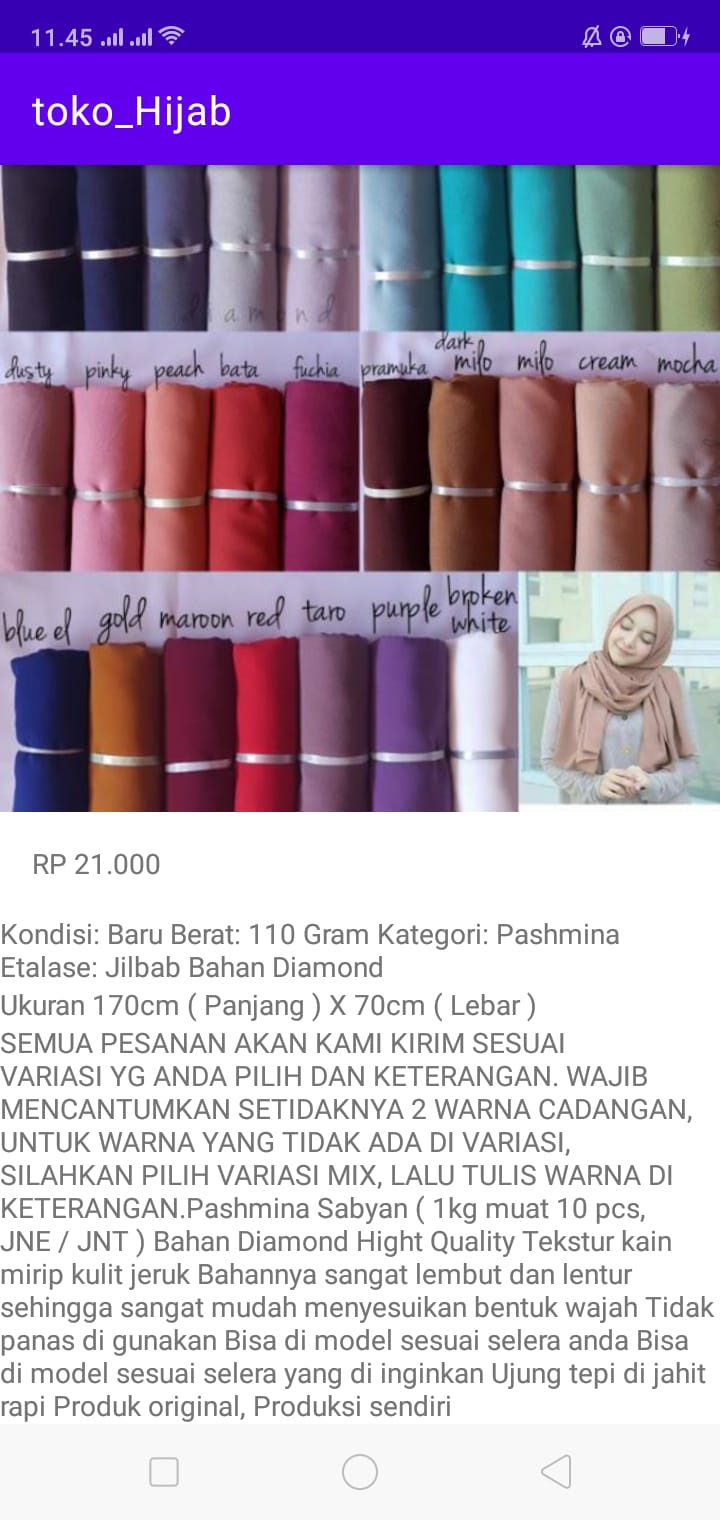 11.45
toko_Hijab
diamond
dusty pinky peach bata fuchia
pramuka dark milo milo cream mocha
blue el gold maroon red taro purple broken white
RP 21.000
Kondisi: Baru Berat: 110 Gram Kategori: Pashmina
Etalase: Jilbab Bahan Diamond
Ukuran 170cm ( Panjang ) X 70cm ( Lebar )
SEMUA PESANAN AKAN KAMI KIRIM SESUAI
VARIASI YG ANDA PILIH DAN KETERANGAN. WAJIB
MENCANTUMKAN SETIDAKNYA 2 WARNA CADANGAN,
UNTUK WARNA YANG TIDAK ADA DI VARIASI,
SILAHKAN PILIH VARIASI MIX, LALU TULIS WARNA DI
KETERANGAN.Pashmina Sabyan ( 1kg muat 10 pcs,
JNE / JNT ) Bahan Diamond Hight Quality Tekstur kain
mirip kulit jeruk Bahannya sangat lembut dan lentur
sehingga sangat mudah menyesuikan bentuk wajah Tidak
panas di gunakan Bisa di model sesuai selera anda Bisa
di model sesuai selera yang di inginkan Ujung tepi di jahit
rapi Produk original, Produksi sendiri